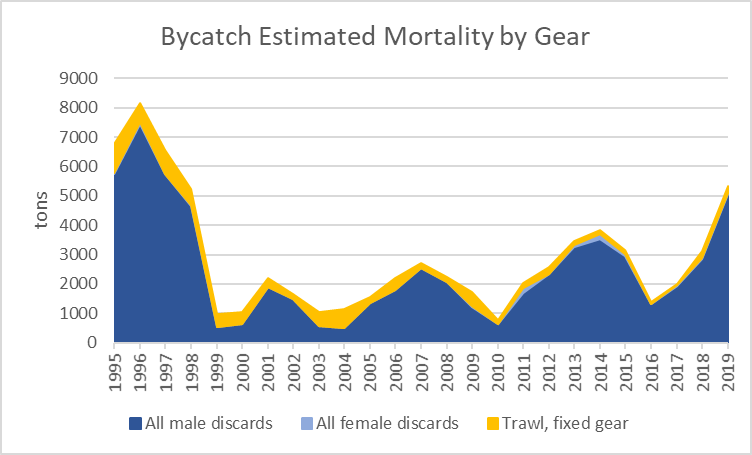 Bycatch Estimated Mortality by Gear
9000
8000
7000
6000
5000
4000
3000
2000
1000
0
tons
1995 1996 1997 1998 1999 2000 2001 2002 2003 2004 2005 2006 2007 2008 2009 2010 2011 2012 2013 2014 2015 2016 2017 2018 2019
All male discards All female discards Trawl, fixed gear